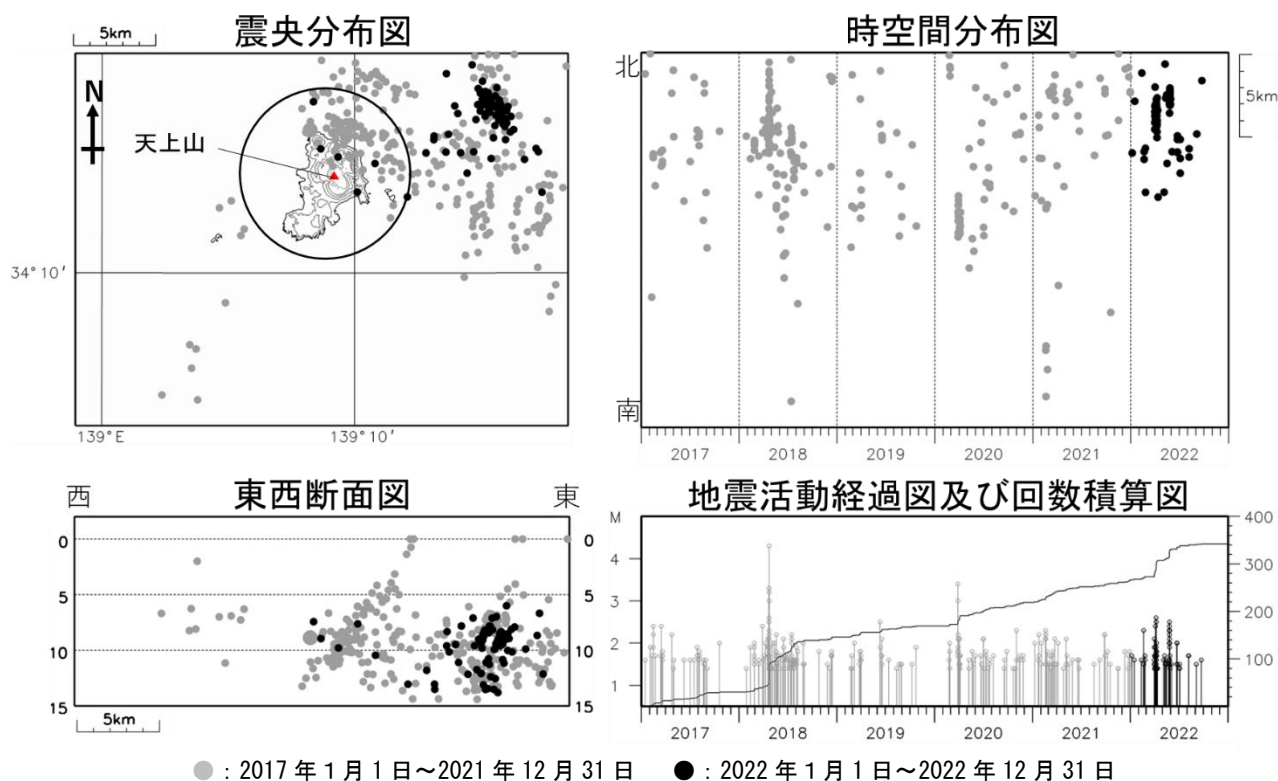 震央分布図
5km
N
天上山
34°10′
139°E
139°10′
時空間分布図
北
南
5km
2017 2018 2019 2020 2021 2022
東西断面図
西 東
0 0
5 5
10 10
15 15
5km
地震活動経過図及び回数積算図
M
4
3
2
1
400
300
200
100
2017 2018 2019 2020 2021 2022
：2017年1月1日～2021年12月31日 ：2022年1月1日～2022年12月31日